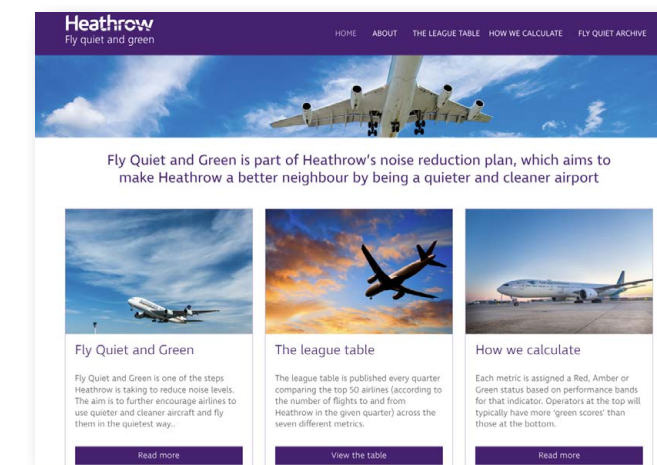 Heathrow
Fly quiet and green
HOME ABOUT THE LEAGUE TABLE HOW WE CALCULATE FLY QUIET ARCHIVE
Fly Quiet and Green is part of Heathrow's noise reduction plan, which aims to
make Heathrow a better neighbour by being a quieter and cleaner airport
Fly Quiet and Green
Fly Quiet and Green is one of the steps
Heathrow is taking to reduce noise levels.
The aim is to further encourage airlines to
use quieter and cleaner aircraft and fly
them in the quietest way..
Read more
The league table
The league table is published every quarter
comparing the top 50 airlines (according to
the number of flights to and from
Heathrow in the given quarter) across the
seven different metrics.
View the table
How we calculate
Each metric is assigned a Red, Amber or
Green status based on performance bands
for that indicator. Operators at the top will
typically have more 'green scores' than
those at the bottom.
Read more